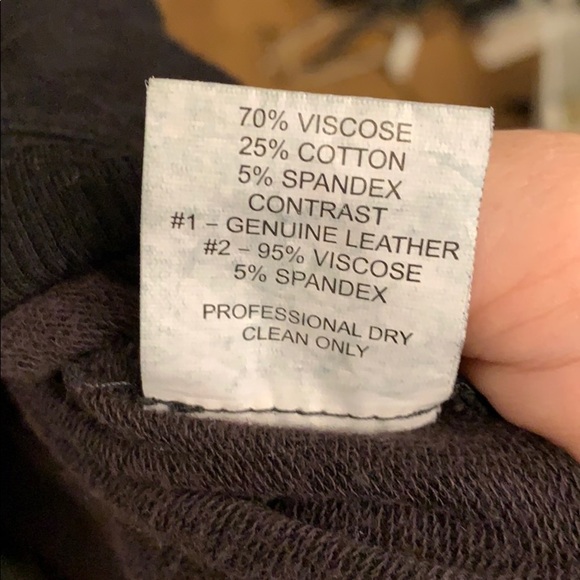 70% VISCOSE
25% COTTON
5% SPANDEX
CONTRAST
#1 – GENUINE LEATHER
#2 – 95% VISCOSE
5% SPANDEX
PROFESSIONAL DRY
CLEAN ONLY